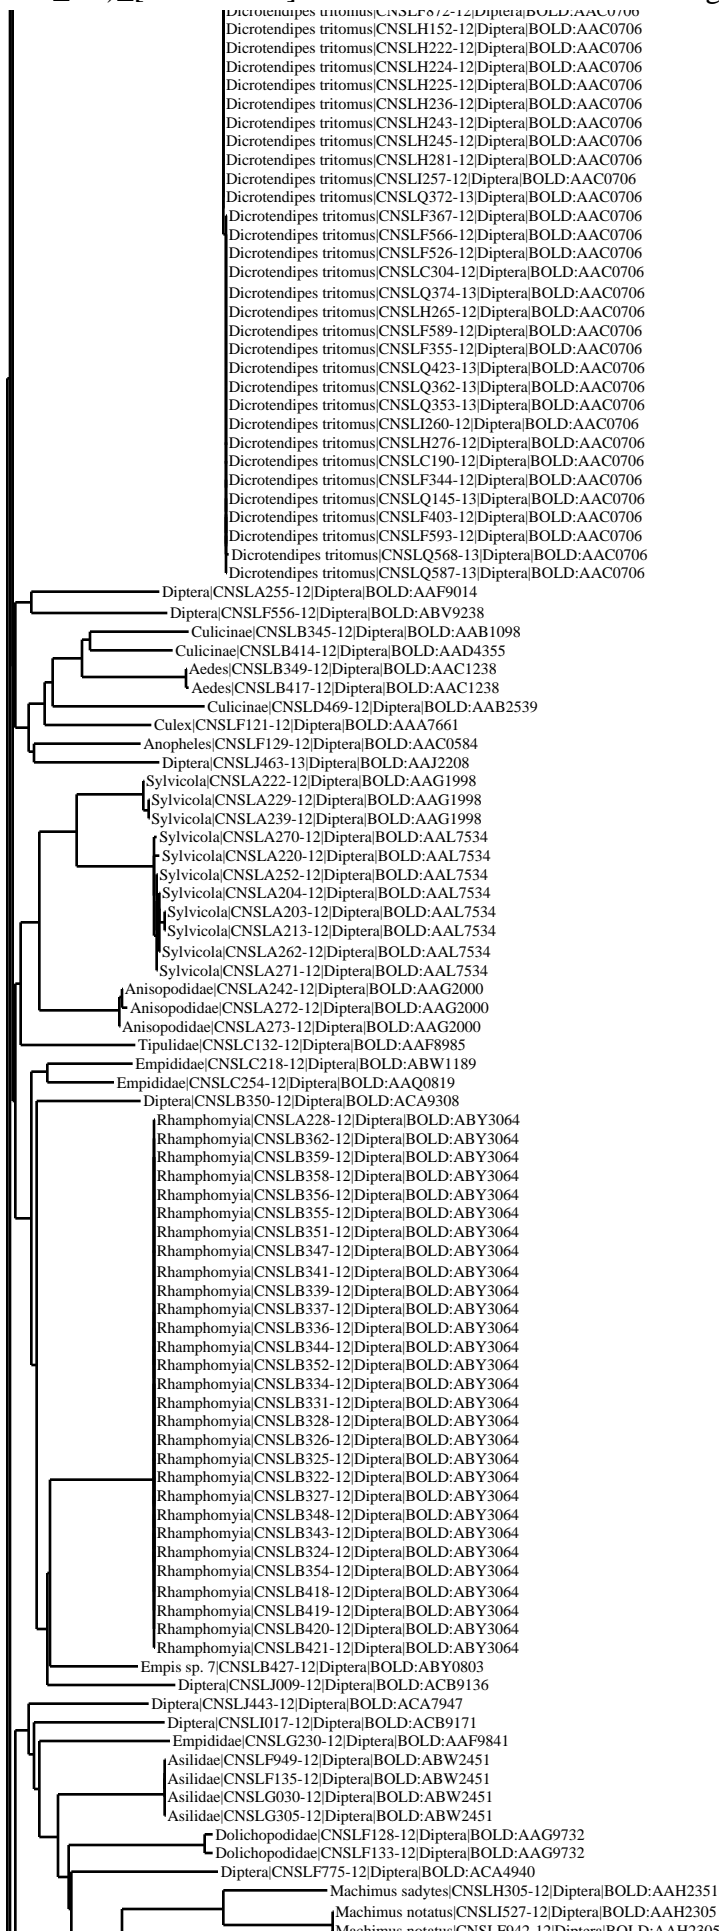 Dicrotendipes tritomus|CNSLF872-12|Diptera|BOLD:AAC0706
Dicrotendipes tritomus|CNSLH152-12|Diptera|BOLD:AAC0706
Dicrotendipes tritomus|CNSLH222-12|Diptera|BOLD:AAC0706
Dicrotendipes tritomus|CNSLH224-12|Diptera|BOLD:AAC0706
Dicrotendipes tritomus|CNSLH225-12|Diptera|BOLD:AAC0706
Dicrotendipes tritomus|CNSLH236-12|Diptera|BOLD:AAC0706
Dicrotendipes tritomus|CNSLH243-12|Diptera|BOLD:AAC0706
Dicrotendipes tritomus|CNSLH245-12|Diptera|BOLD:AAC0706
Dicrotendipes tritomus|CNSLH281-12|Diptera|BOLD:AAC0706
Dicrotendipes tritomus|CNSLI257-12|Diptera|BOLD:AAC0706
Dicrotendipes tritomus|CNSLQ372-13|Diptera|BOLD:AAC0706
Dicrotendipes tritomus|CNSLF367-12|Diptera|BOLD:AAC0706
Dicrotendipes tritomus|CNSLF566-12|Diptera|BOLD:AAC0706
Dicrotendipes tritomus|CNSLF526-12|Diptera|BOLD:AAC0706
Dicrotendipes tritomus|CNSLC304-12|Diptera|BOLD:AAC0706
Dicrotendipes tritomus|CNSLQ374-13|Diptera|BOLD:AAC0706
Dicrotendipes tritomus|CNSLH265-12|Diptera|BOLD:AAC0706
Dicrotendipes tritomus|CNSLF589-12|Diptera|BOLD:AAC0706
Dicrotendipes tritomus|CNSLF355-12|Diptera|BOLD:AAC0706
Dicrotendipes tritomus|CNSLQ423-13|Diptera|BOLD:AAC0706
Dicrotendipes tritomus|CNSLQ362-13|Diptera|BOLD:AAC0706
Dicrotendipes tritomus|CNSLQ353-13|Diptera|BOLD:AAC0706
Dicrotendipes tritomus|CNSLI260-12|Diptera|BOLD:AAC0706
Dicrotendipes tritomus|CNSLH276-12|Diptera|BOLD:AAC0706
Dicrotendipes tritomus|CNSLC190-12|Diptera|BOLD:AAC0706
Dicrotendipes tritomus|CNSLF344-12|Diptera|BOLD:AAC0706
Dicrotendipes tritomus|CNSLQ145-13|Diptera|BOLD:AAC0706
Dicrotendipes tritomus|CNSLF403-12|Diptera|BOLD:AAC0706
Dicrotendipes tritomus|CNSLF593-12|Diptera|BOLD:AAC0706
Dicrotendipes tritomus|CNSLQ568-13|Diptera|BOLD:AAC0706
Dicrotendipes tritomus|CNSLQ587-13|Diptera|BOLD:AAC0706
Diptera|CNSLA255-12|Diptera|BOLD:AAF9014
Diptera|CNSLF556-12|Diptera|BOLD:ABV9238
Culicinae|CNSLB345-12|Diptera|BOLD:AAB1098
Culicinae|CNSLB414-12|Diptera|BOLD:AAD4355
Aedes|CNSLB349-12|Diptera|BOLD:AAC1238
Aedes|CNSLB417-12|Diptera|BOLD:AAC1238
Culicinae|CNSLD469-12|Diptera|BOLD:AAB2539
Culex|CNSLF121-12|Diptera|BOLD:AAA7661
Anopheles|CNSLF129-12|Diptera|BOLD:AAC0584
Diptera|CNSLJ463-13|Diptera|BOLD:AAJ2208
Sylvicola|CNSLA222-12|Diptera|BOLD:AAG1998
Sylvicola|CNSLA229-12|Diptera|BOLD:AAG1998
Sylvicola|CNSLA239-12|Diptera|BOLD:AAG1998
Sylvicola|CNSLA270-12|Diptera|BOLD:AAL7534
Sylvicola|CNSLA220-12|Diptera|BOLD:AAL7534
Sylvicola|CNSLA252-12|Diptera|BOLD:AAL7534
Sylvicola|CNSLA204-12|Diptera|BOLD:AAL7534
Sylvicola|CNSLA203-12|Diptera|BOLD:AAL7534
Sylvicola|CNSLA213-12|Diptera|BOLD:AAL7534
Sylvicola|CNSLA262-12|Diptera|BOLD:AAL7534
Sylvicola|CNSLA271-12|Diptera|BOLD:AAL7534
Anisopodidae|CNSLA242-12|Diptera|BOLD:AAG2000
Anisopodidae|CNSLA272-12|Diptera|BOLD:AAG2000
Anisopodidae|CNSLA273-12|Diptera|BOLD:AAG2000
Tipulidae|CNSLC132-12|Diptera|BOLD:AAF8985
Empididae|CNSLC218-12|Diptera|BOLD:ABW1189
Empididae|CNSLC254-12|Diptera|BOLD:AAQ0819
Diptera|CNSLB350-12|Diptera|BOLD:ACA9308
Rhamphomyia|CNSLA228-12|Diptera|BOLD:ABY3064
Rhamphomyia|CNSLB362-12|Diptera|BOLD:ABY3064
Rhamphomyia|CNSLB359-12|Diptera|BOLD:ABY3064
Rhamphomyia|CNSLB358-12|Diptera|BOLD:ABY3064
Rhamphomyia|CNSLB356-12|Diptera|BOLD:ABY3064
Rhamphomyia|CNSLB355-12|Diptera|BOLD:ABY3064
Rhamphomyia|CNSLB351-12|Diptera|BOLD:ABY3064
Rhamphomyia|CNSLB347-12|Diptera|BOLD:ABY3064
Rhamphomyia|CNSLB341-12|Diptera|BOLD:ABY3064
Rhamphomyia|CNSLB339-12|Diptera|BOLD:ABY3064
Rhamphomyia|CNSLB337-12|Diptera|BOLD:ABY3064
Rhamphomyia|CNSLB336-12|Diptera|BOLD:ABY3064
Rhamphomyia|CNSLB344-12|Diptera|BOLD:ABY3064
Rhamphomyia|CNSLB352-12|Diptera|BOLD:ABY3064
Rhamphomyia|CNSLB334-12|Diptera|BOLD:ABY3064
Rhamphomyia|CNSLB331-12|Diptera|BOLD:ABY3064
Rhamphomyia|CNSLB328-12|Diptera|BOLD:ABY3064
Rhamphomyia|CNSLB326-12|Diptera|BOLD:ABY3064
Rhamphomyia|CNSLB325-12|Diptera|BOLD:ABY3064
Rhamphomyia|CNSLB322-12|Diptera|BOLD:ABY3064
Rhamphomyia|CNSLB327-12|Diptera|BOLD:ABY3064
Rhamphomyia|CNSLB348-12|Diptera|BOLD:ABY3064
Rhamphomyia|CNSLB343-12|Diptera|BOLD:ABY3064
Rhamphomyia|CNSLB324-12|Diptera|BOLD:ABY3064
Rhamphomyia|CNSLB354-12|Diptera|BOLD:ABY3064
Rhamphomyia|CNSLB418-12|Diptera|BOLD:ABY3064
Rhamphomyia|CNSLB419-12|Diptera|BOLD:ABY3064
Rhamphomyia|CNSLB420-12|Diptera|BOLD:ABY3064
Rhamphomyia|CNSLB421-12|Diptera|BOLD:ABY3064
Empis sp. 7|CNSLB427-12|Diptera|BOLD:ABY0803
Diptera|CNSLJ009-12|Diptera|BOLD:ACB9136
Diptera|CNSLJ443-12|Diptera|BOLD:ACA7947
Diptera|CNSLI017-12|Diptera|BOLD:ACB9171
Empididae|CNSLG230-12|Diptera|BOLD:AAF9841
Asilidae|CNSLF949-12|Diptera|BOLD:ABW2451
Asilidae|CNSLF135-12|Diptera|BOLD:ABW2451
Asilidae|CNSLG030-12|Diptera|BOLD:ABW2451
Asilidae|CNSLG305-12|Diptera|BOLD:ABW2451
Dolichopodidae|CNSLF128-12|Diptera|BOLD:AAG9732
Dolichopodidae|CNSLF133-12|Diptera|BOLD:AAG9732
Diptera|CNSLF775-12|Diptera|BOLD:ACA4940
Machimus sadytes|CNSLH305-12|Diptera|BOLD:AAH2351
Machimus notatus|CNSLI527-12|Diptera|BOLD:AAH2305
Machimus notatus|CNSLF942-12|Diptera|BOLD:AAH2305